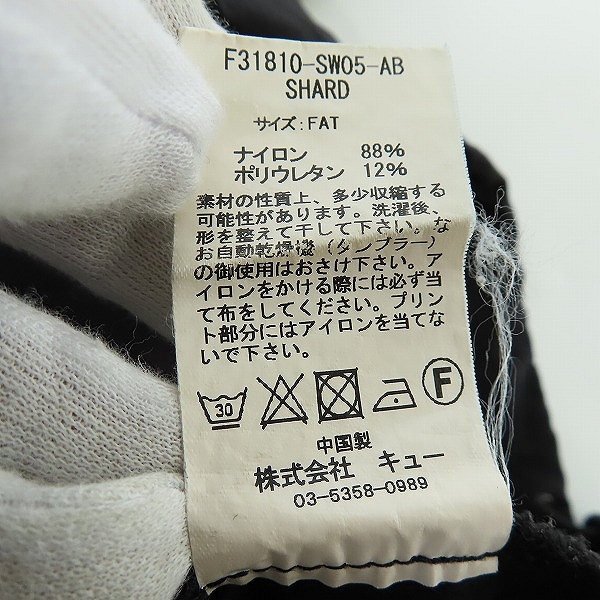 F31810-SW05-AB
SHARD
サイズ:FAT
ナイロン 88%
ポリウレタン 12%
素材の性質上、多少収縮する
可能性があります。洗濯後、
形を整えて干して下さい。な
お自動乾燥機(タンブラー)
の御使用はおさけ下さい。ア
イロンをかける際には必ず当
て布をしてください。プリン
ト部分にはアイロンを当てな
いで下さい。
30
F
中国製
株式会社 キュー
03-5358-0989